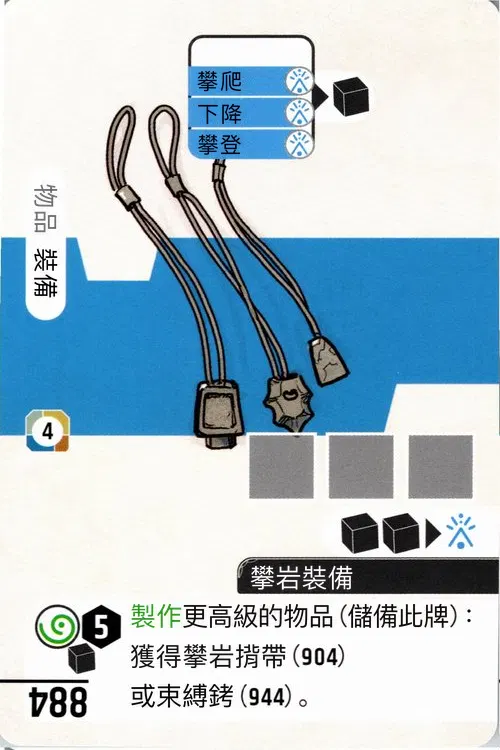 攀爬
下降
攀登
物品 裝備
4
攀岩裝備
5 製作更高級的物品(儲備此牌):
獲得攀岩揹帶(904)
或束縛銬(944)。
884